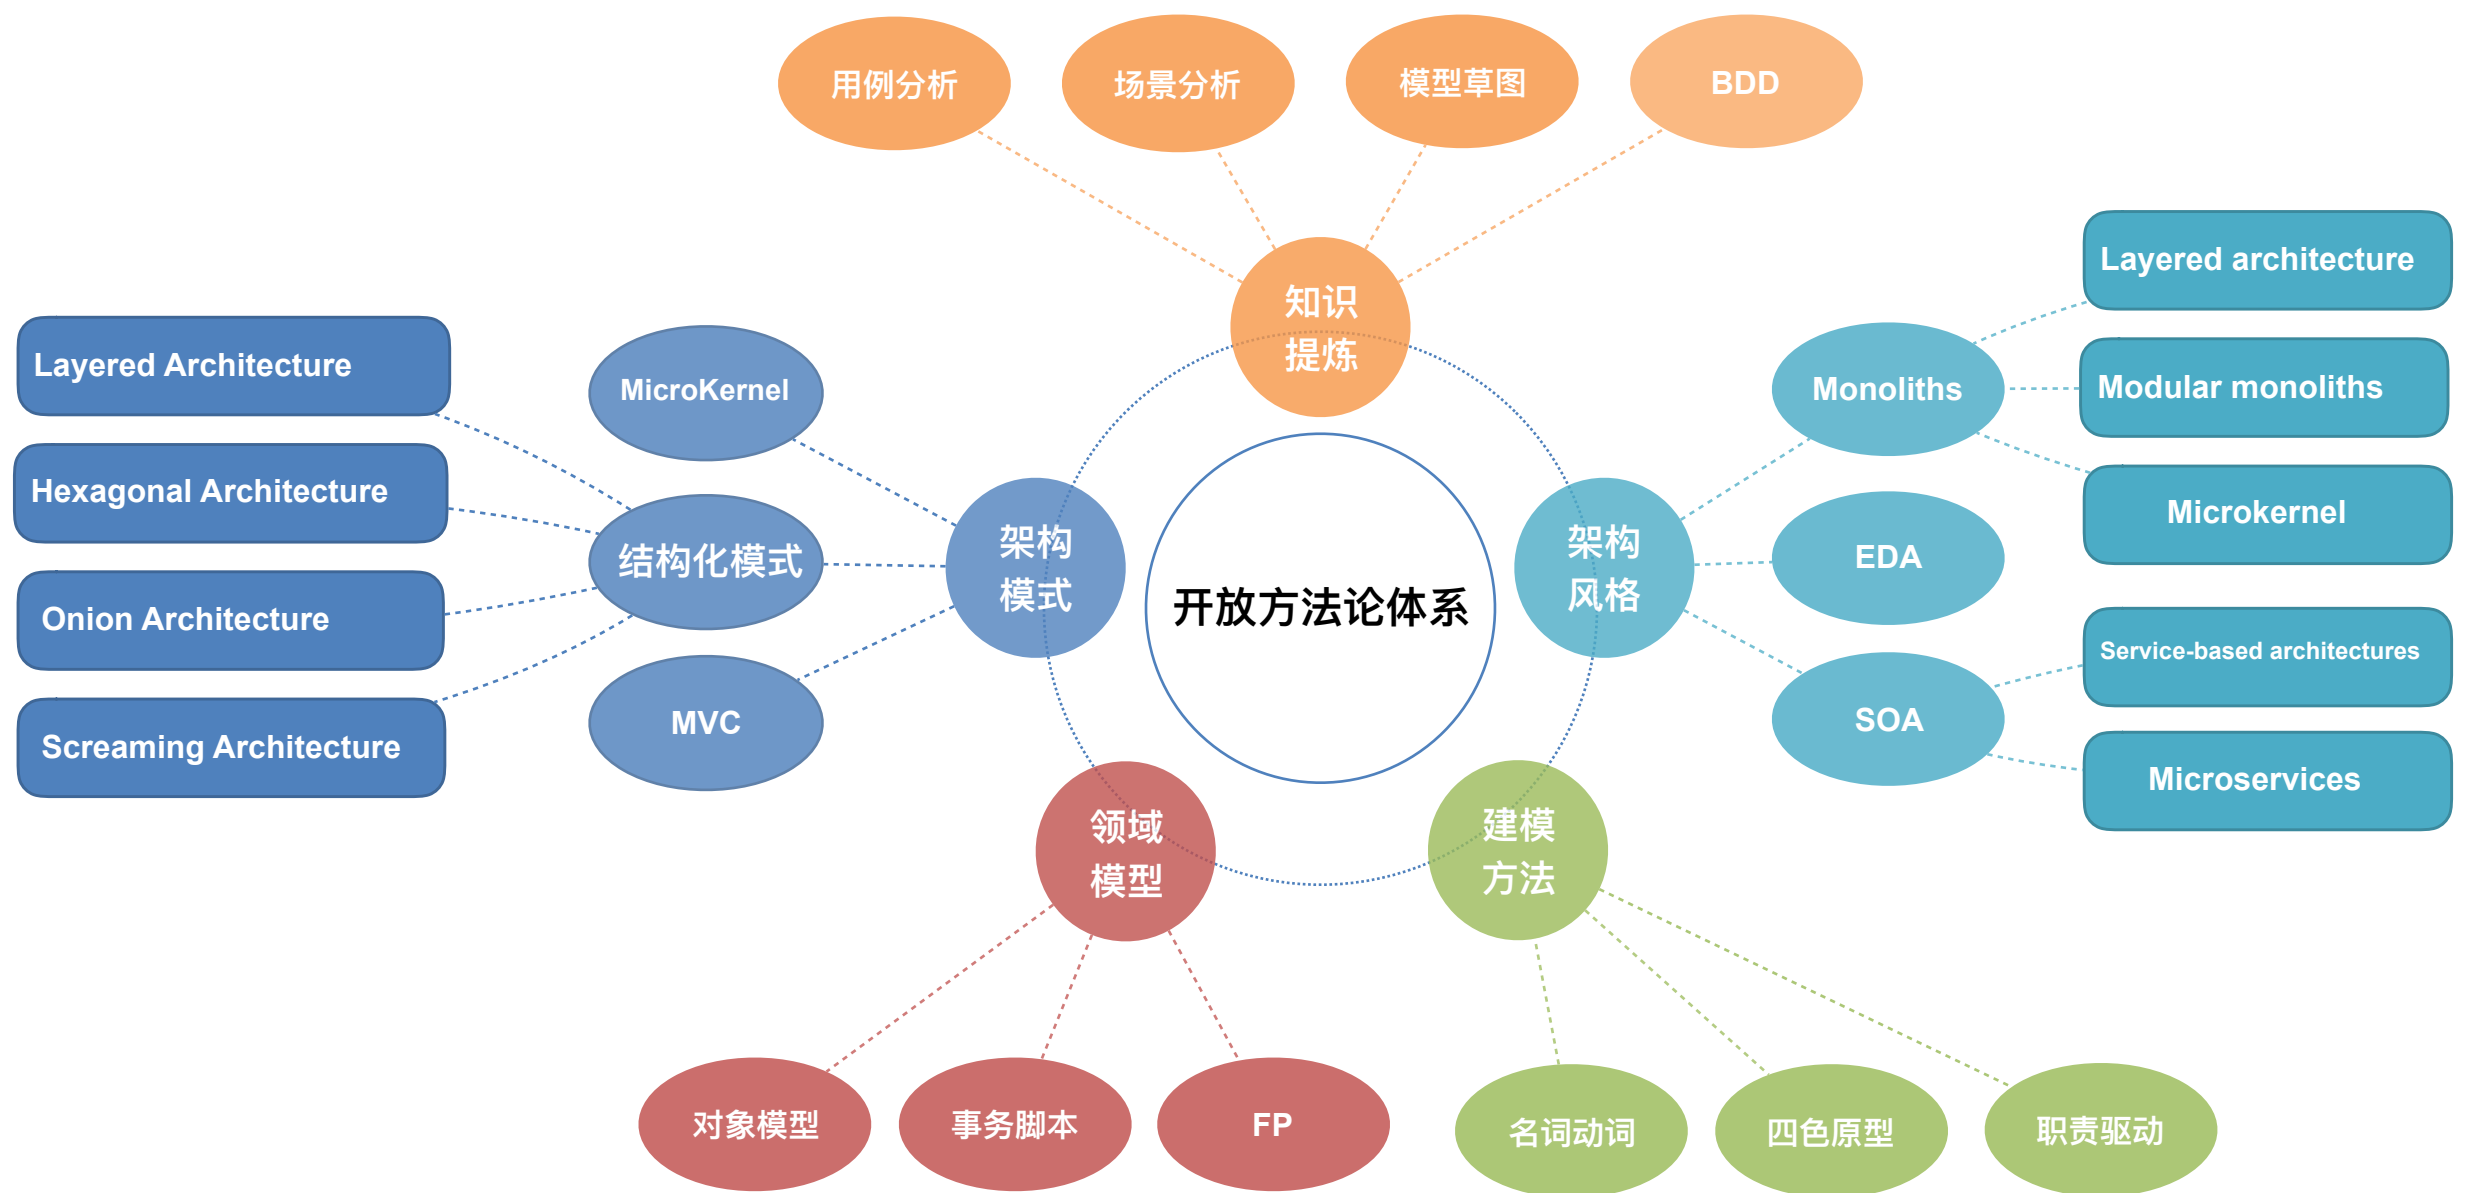 用例分析
场景分析
模型草图
BDD
知识
提炼
Layered Architecture
Hexagonal Architecture
Onion Architecture
Screaming Architecture
MicroKernel
结构化模式
MVC
架构
模式
开放方法论体系
架构
风格
Monoliths
EDA
SOA
Layered architecture
Modular monoliths
Microkernel
Service-based architectures
Microservices
领域
模型
建模
方法
对象模型
事务脚本
FP
名词动词
四色原型
职责驱动